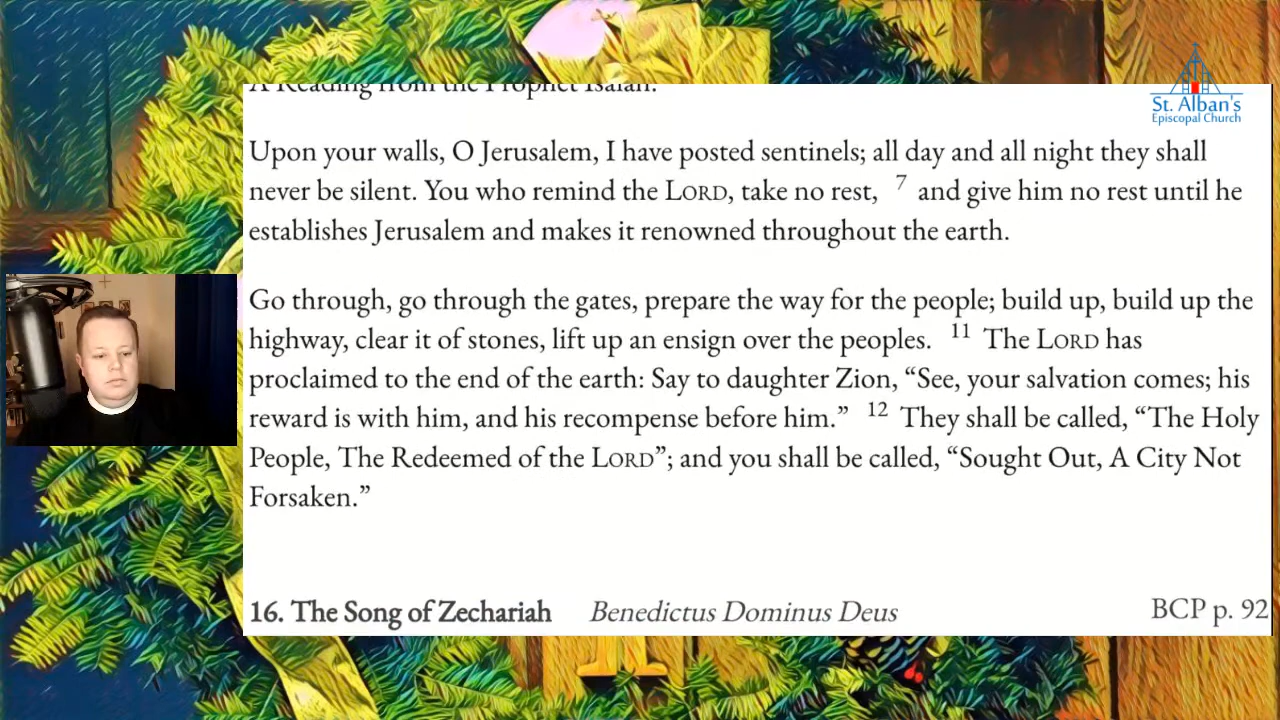 A Reading from the Prophet Isaiah.
St. Alban's
Episcopal Church
Upon your walls, O Jerusalem, I have posted sentinels; all day and all night they shall
never be silent. You who remind the LORD, take no rest, 7 and give him no rest until he
establishes Jerusalem and makes it renowned throughout the earth.
Go through, go through the gates, prepare the way for the people; build up, build up the
highway, clear it of stones, lift up an ensign over the peoples. 11 The LORD has
proclaimed to the end of the earth: Say to daughter Zion, “See, your salvation comes; his
reward is with him, and his recompense before him.” 12 They shall be called, “The Holy
People, The Redeemed of the LORD”; and you shall be called, “Sought Out, A City Not
Forsaken.”
16. The Song of Zechariah Benedictus Dominus Deus BCP p. 92